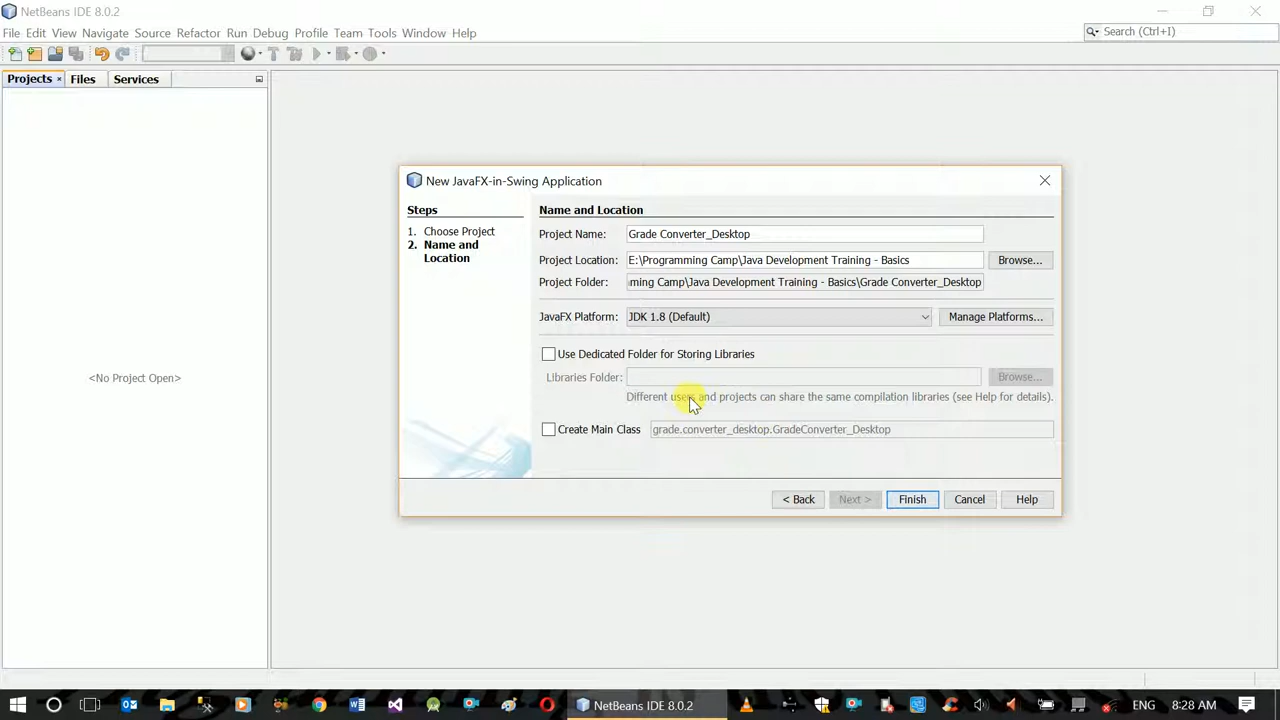 NetBeans IDE 8.0.2
File Edit View Navigate Source Refactor Run Debug Profile Team Tools Window Help
Search (Ctrl+I)
Projects Files Services
<No Project Open>
New JavaFX-in-Swing Application
Steps
1. Choose Project
2. Name and
Location
Name and Location
Project Name: Grade Converter_Desktop
Project Location: E:\Programming Camp\Java Development Training - Basics Browse...
Project Folder: ming Camp\Java Development Training - Basics\Grade Converter_Desktop
JavaFX Platform: JDK 1.8 (Default) Manage Platforms...
Use Dedicated Folder for Storing Libraries
Libraries Folder: Browse...
Different users and projects can share the same compilation libraries (see Help for details).
Create Main Class grade.converter_desktop.GradeConverter_Desktop
< Back Next > Finish Cancel Help
NetBeans IDE 8.0.2 ENG 8:28 AM